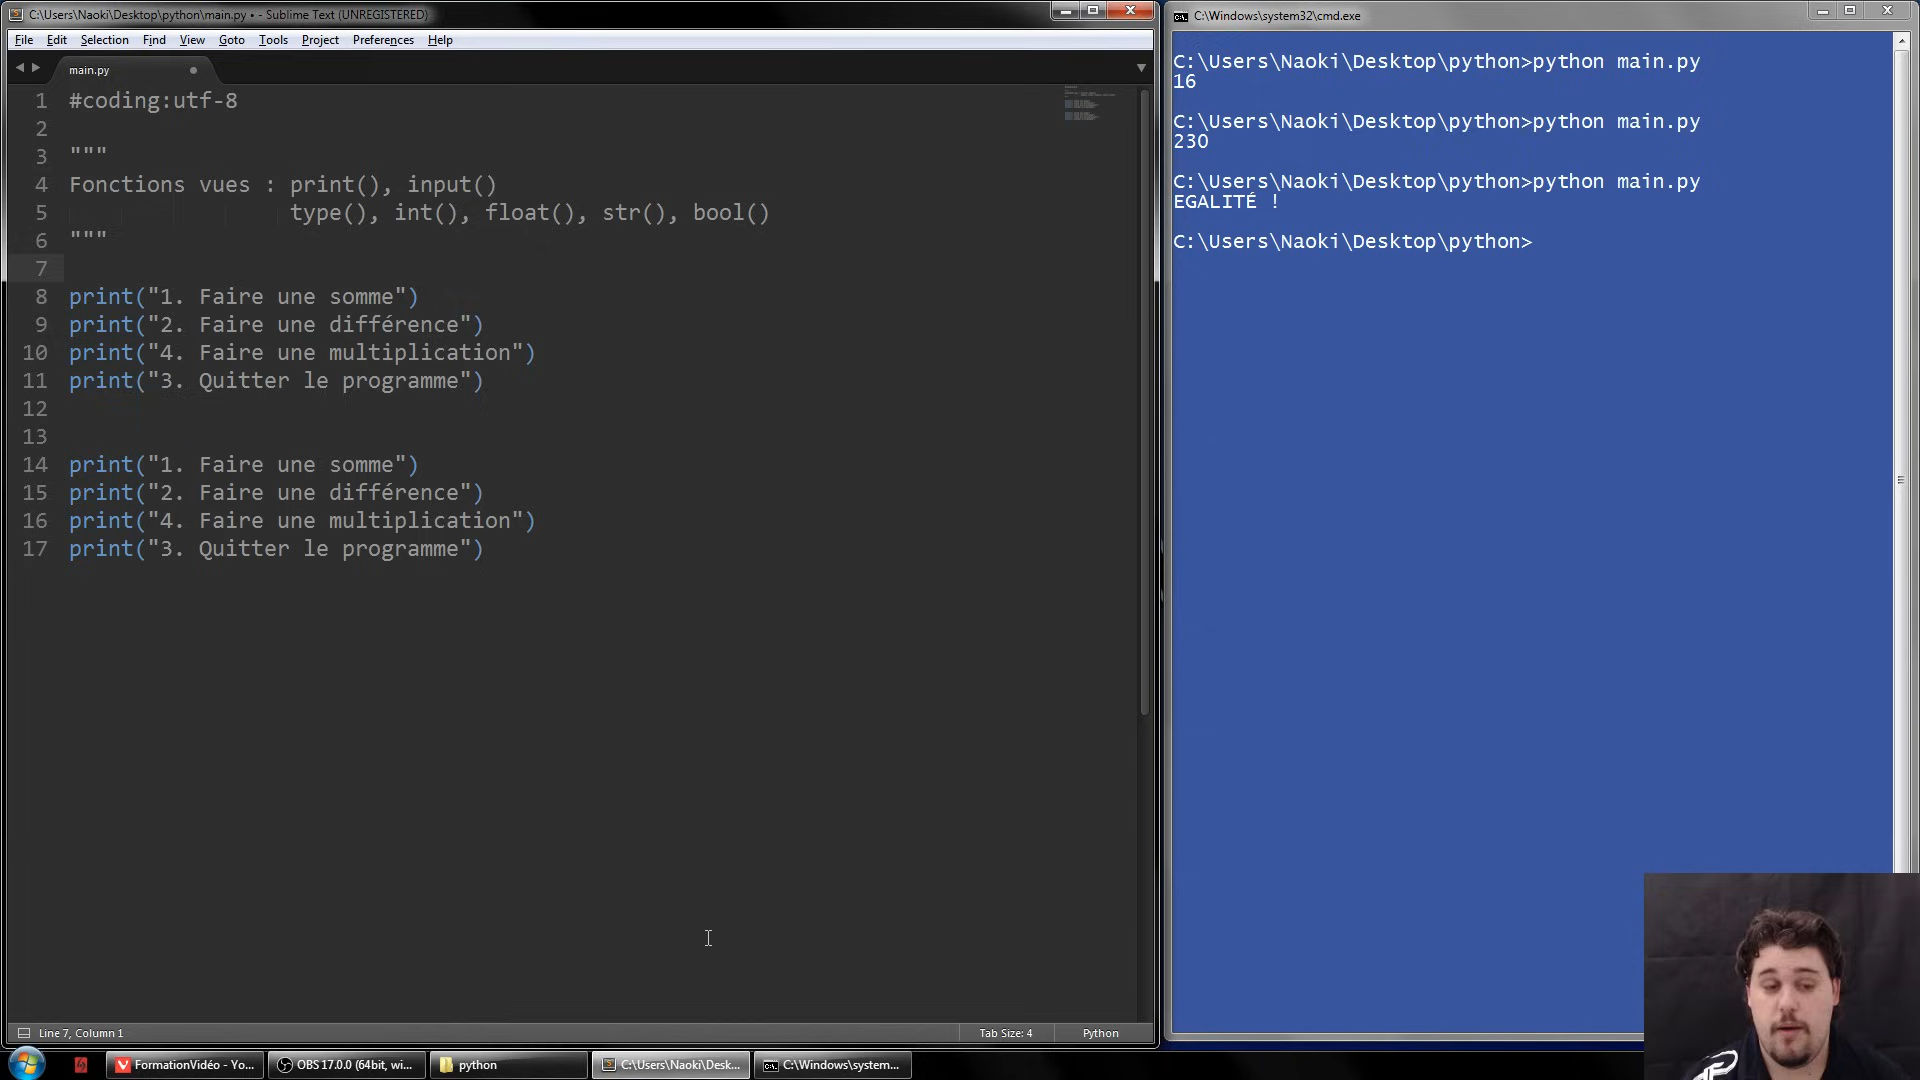 C:\Users\Naoki\Desktop\python\main.py • - Sublime Text (UNREGISTERED)
File Edit Selection Find View Goto Tools Project Preferences Help
main.py
1 #coding:utf-8
2
3 """
4 Fonctions vues : print(), input()
5 type(), int(), float(), str(), bool()
6 """
7
8 print("1. Faire une somme")
9 print("2. Faire une différence")
10 print("4. Faire une multiplication")
11 print("3. Quitter le programme")
12
13
14 print("1. Faire une somme")
15 print("2. Faire une différence")
16 print("4. Faire une multiplication")
17 print("3. Quitter le programme")
Line 7, Column 1
Tab Size: 4
Python
C:\Windows\system32\cmd.exe
C:\Users\Naoki\Desktop\python>python main.py
16
C:\Users\Naoki\Desktop\python>python main.py
230
C:\Users\Naoki\Desktop\python>python main.py
EGALITÉ !
C:\Users\Naoki\Desktop\python>
FormationVidéo - Yo...
OBS 17.0.0 (64bit, wi...
python
C:\Users\Naoki\Desk...
C:\Windows\system...